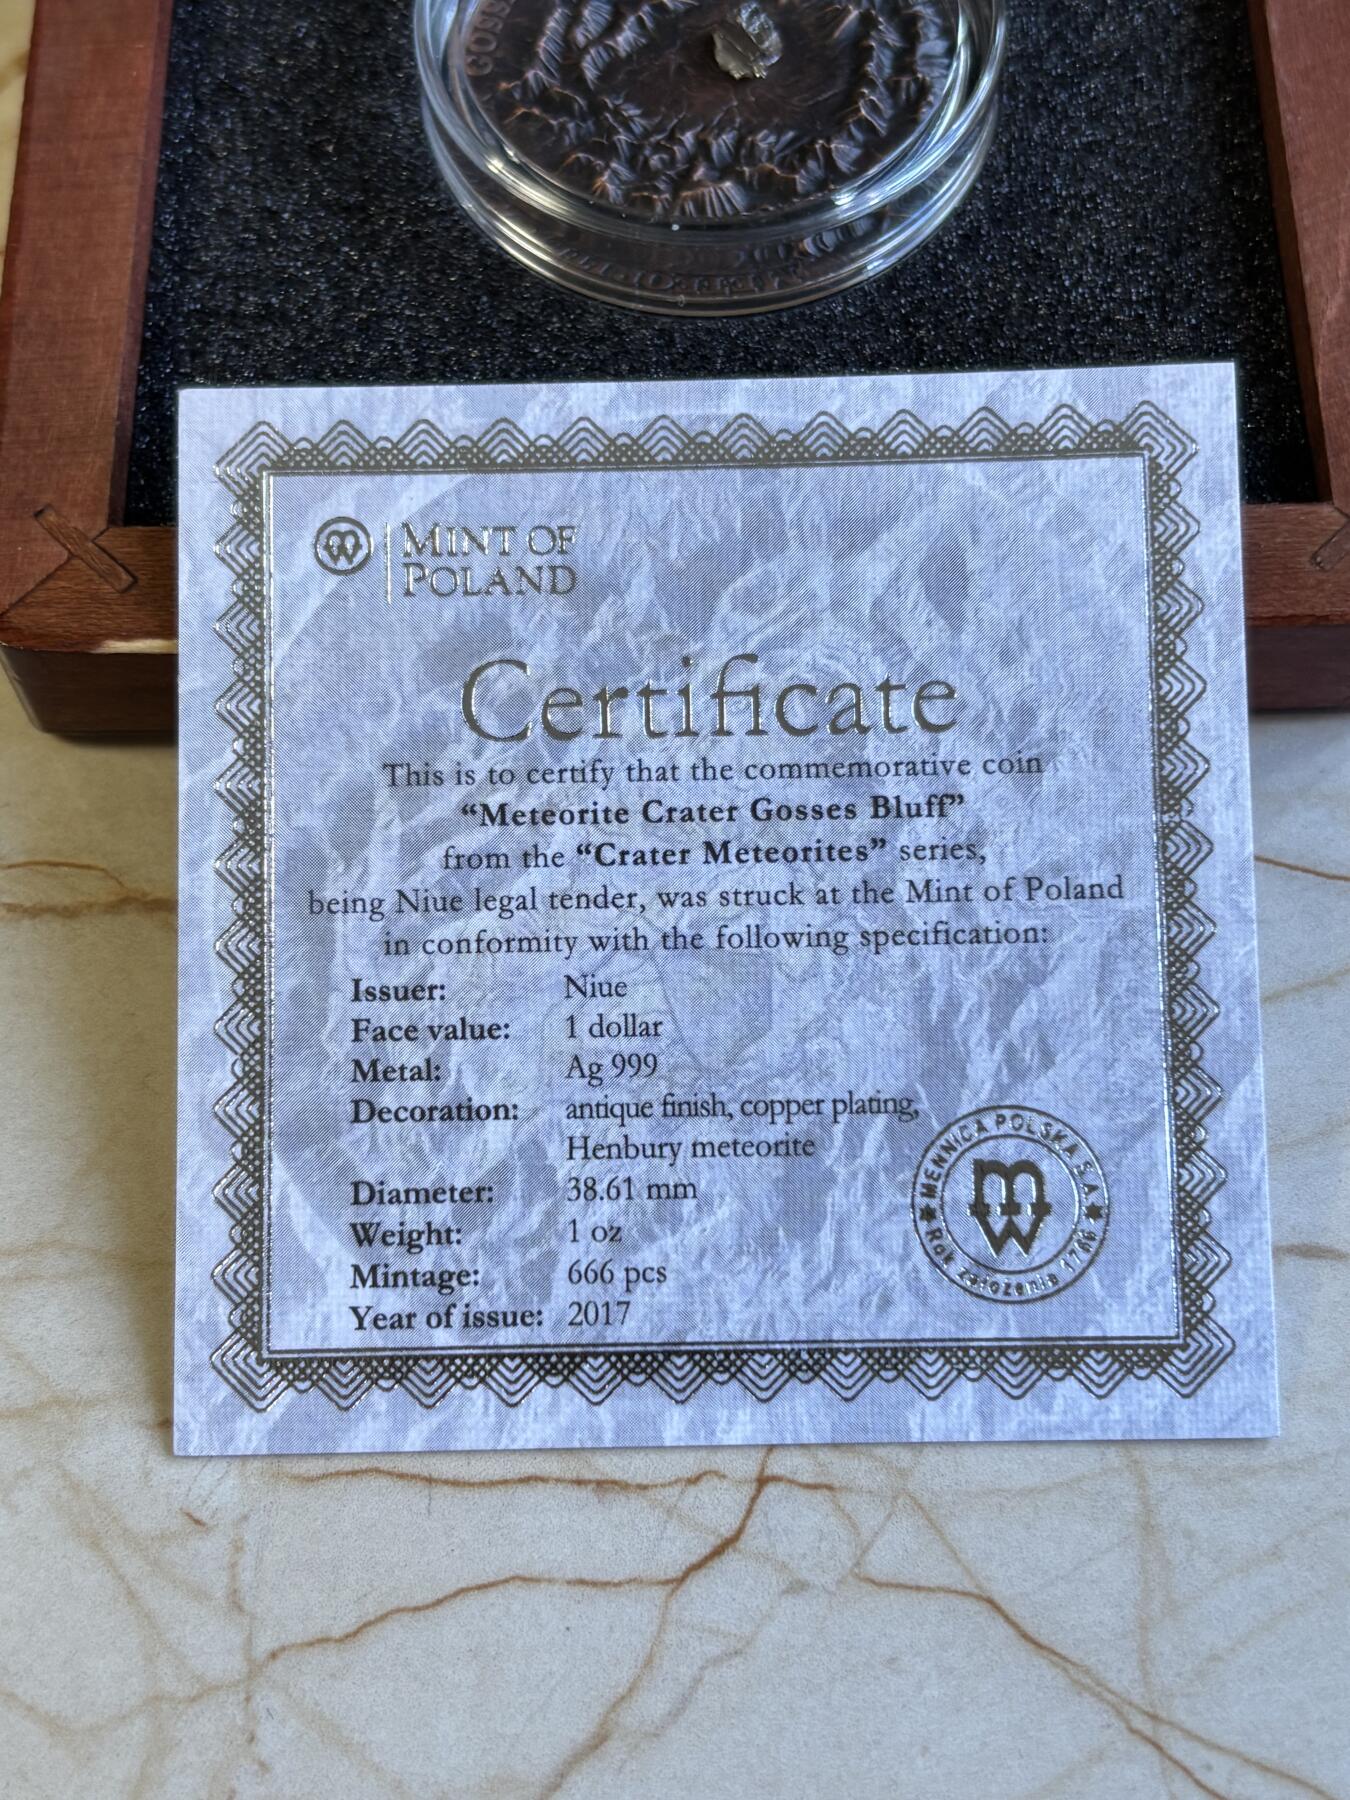 MINT OF
POLAND
Certificate
This is to certify that the commemorative coin
“Meteorite Crater Gosses Bluff”
from the “Crater Meteorites” series,
being Niue legal tender, was struck at the Mint of Poland
in conformity with the following specification:
Issuer: Niue
Face value: 1 dollar
Metal: Ag 999
Decoration: antique finish, copper plating,
Henbury meteorite
Diameter: 38.61 mm
Weight: 1 oz
Mintage: 666 pcs
Year of issue: 2017
MENNICA POLSKA S.A.
Rok założenia 1766